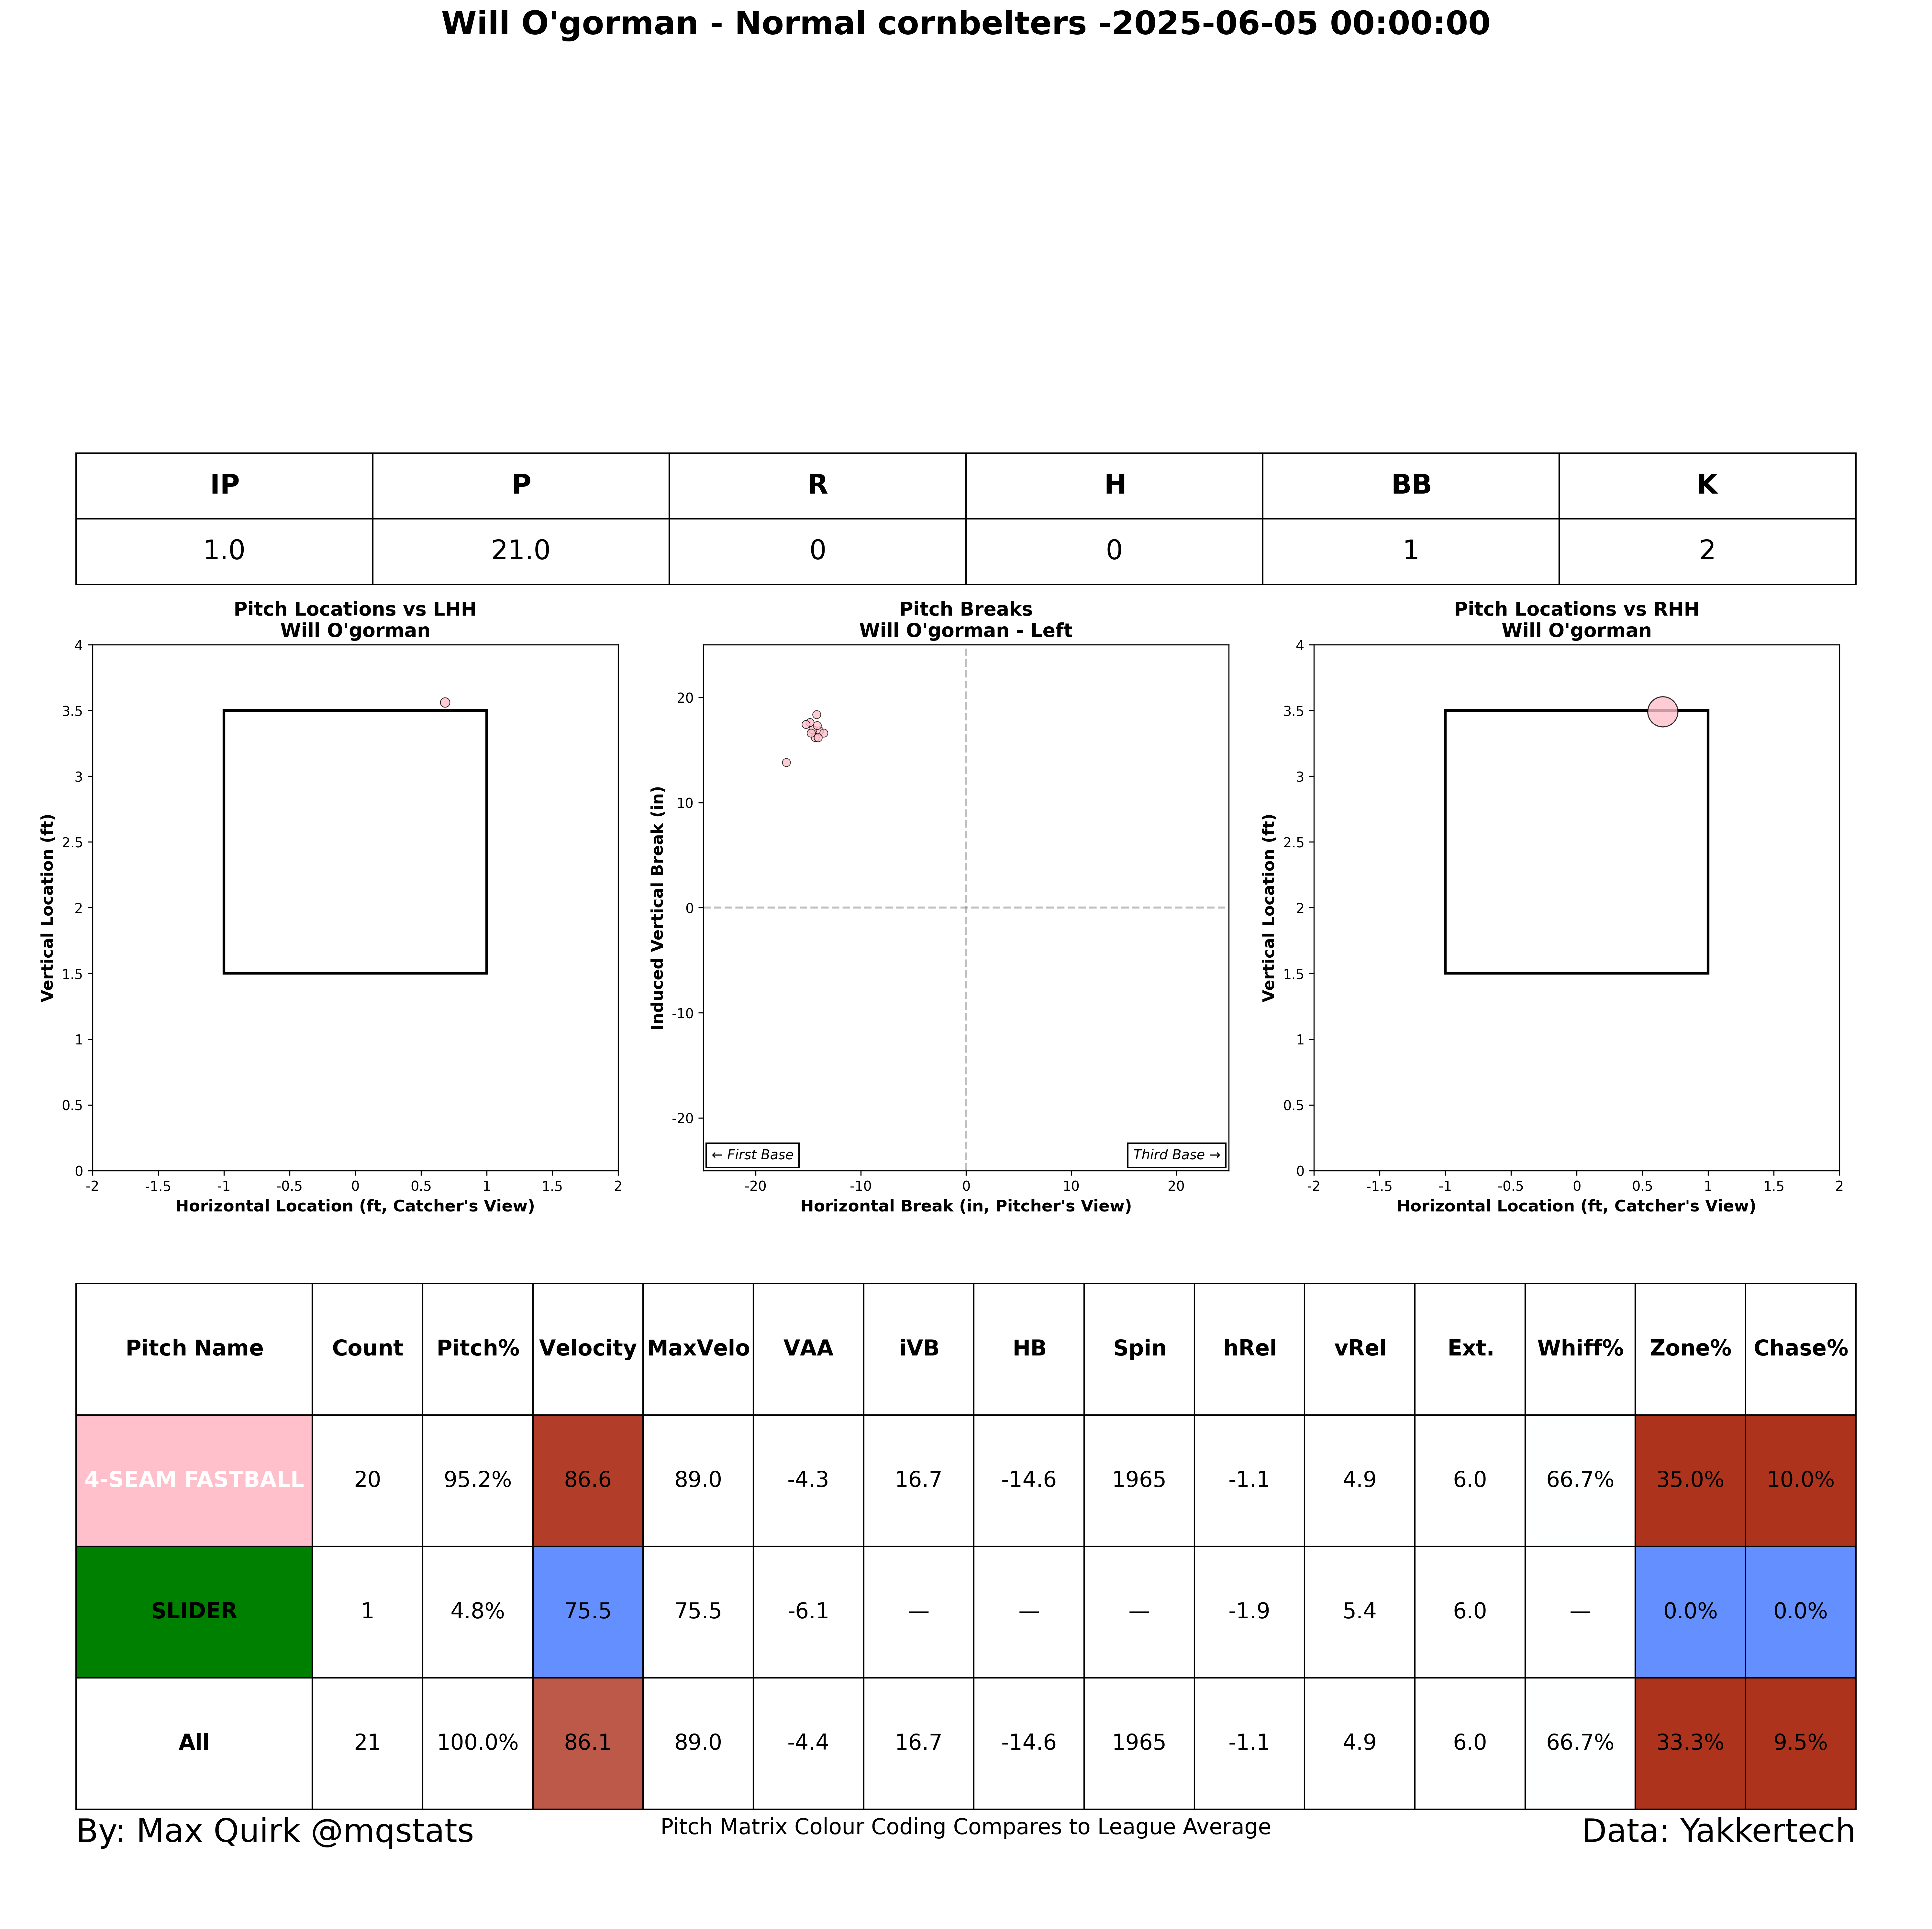 Will O'gorman - Normal cornbelters -2025-06-05 00:00:00
IP P R H BB K
1.0 21.0 0 0 1 2
Pitch Locations vs LHH
Will O'gorman
4
3.5
3
2.5
2
1.5
1
0.5
0
-2 -1.5 -1 -0.5 0 0.5 1 1.5 2
Vertical Location (ft)
Horizontal Location (ft, Catcher's View)
Pitch Breaks
Will O'gorman - Left
20
10
0
-10
-20
← First Base
Third Base →
-20 -10 0 10 20
Induced Vertical Break (in)
Horizontal Break (in, Pitcher's View)
Pitch Locations vs RHH
Will O'gorman
4
3.5
3
2.5
2
1.5
1
0.5
0
-2 -1.5 -1 -0.5 0 0.5 1 1.5 2
Vertical Location (ft)
Horizontal Location (ft, Catcher's View)
Pitch Name Count Pitch% Velocity MaxVelo VAA iVB HB Spin hRel vRel Ext. Whiff% Zone% Chase%
4-SEAM FASTBALL 20 95.2% 86.6 89.0 -4.3 16.7 -14.6 1965 -1.1 4.9 6.0 66.7% 35.0% 10.0%
SLIDER 1 4.8% 75.5 75.5 -6.1 — — — -1.9 5.4 6.0 — 0.0% 0.0%
All 21 100.0% 86.1 89.0 -4.4 16.7 -14.6 1965 -1.1 4.9 6.0 66.7% 33.3% 9.5%
By: Max Quirk @mqstats
Pitch Matrix Colour Coding Compares to League Average
Data: Yakkertech